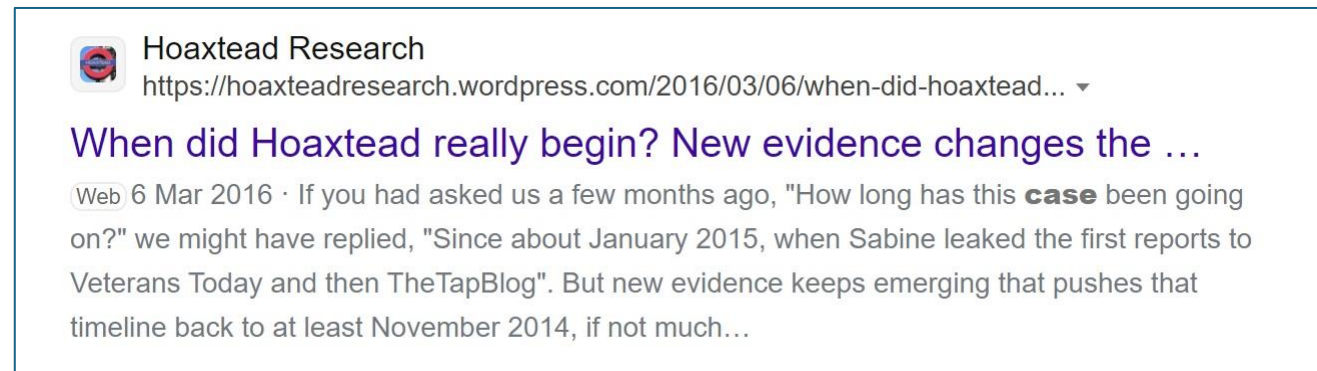 Hoaxtead Research
https://hoaxteadresearch.wordpress.com/2016/03/06/when-did-hoaxtead...
When did Hoaxtead really begin? New evidence changes the …
Web 6 Mar 2016 · If you had asked us a few months ago, "How long has this case been going
on?" we might have replied, "Since about January 2015, when Sabine leaked the first reports to
Veterans Today and then TheTapBlog". But new evidence keeps emerging that pushes that
timeline back to at least November 2014, if not much…